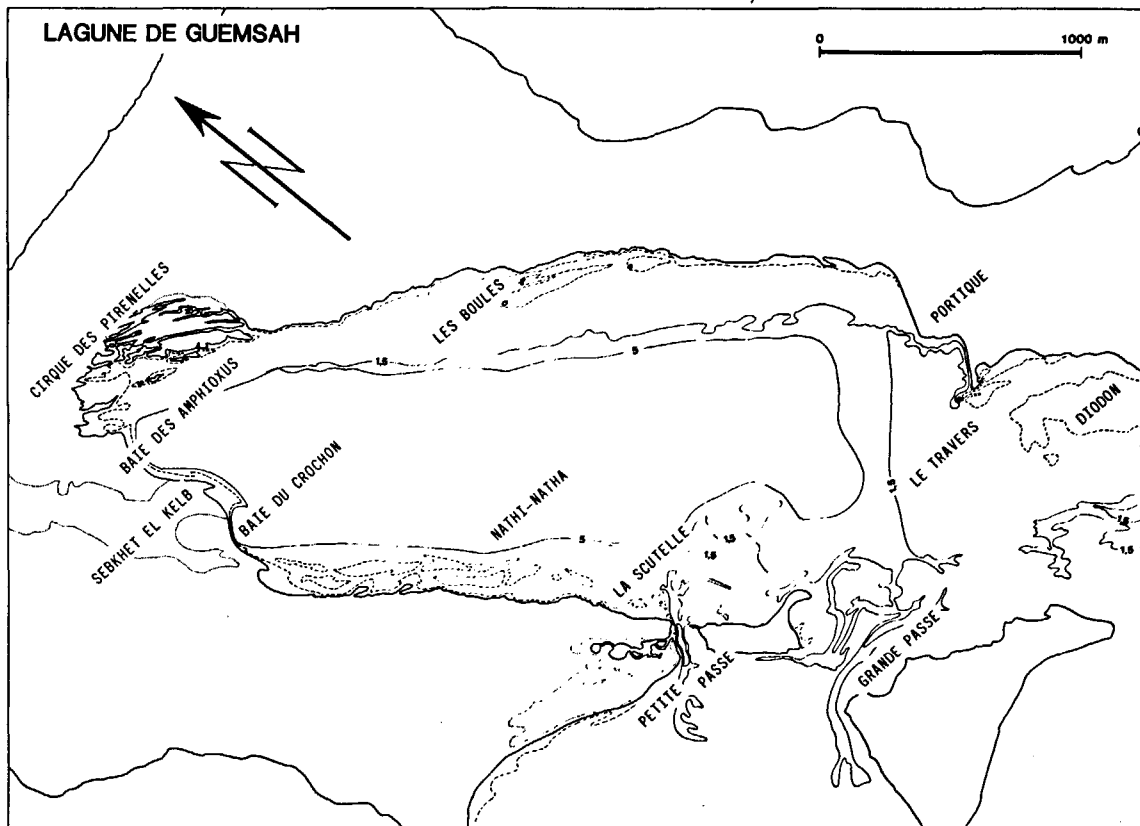 LAGUNE DE GUEMSAH
0 1000 m
CIRQUE DES PIRENELLES
LES BOULES
PORTIQUE
BAIE DES AMPHIOXUS
1,5
5
DIODON
LE TRAVERS
BAIE DU CROCHON
NATHI-NATHA
1,5
SEBKHET EL KELB
5
LA SCUTELLE
1,5
1,5
1,5
1,5
PETITE PASSE
GRANDE PASSE